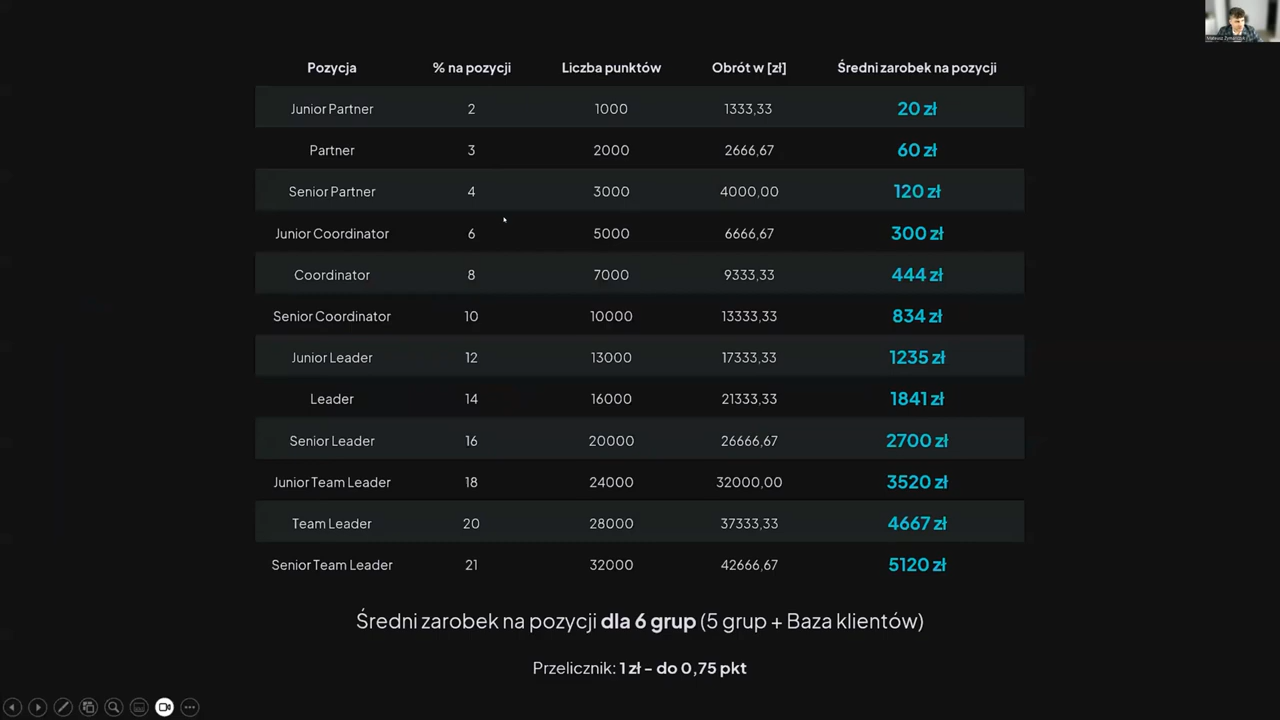 Pozycja % na pozycji Liczba punktów Obrót w [zł] Średni zarobek na pozycji
Junior Partner 2 1000 1333,33 20 zł
Partner 3 2000 2666,67 60 zł
Senior Partner 4 3000 4000,00 120 zł
Junior Coordinator 6 5000 6666,67 300 zł
Coordinator 8 7000 9333,33 444 zł
Senior Coordinator 10 10000 13333,33 834 zł
Junior Leader 12 13000 17333,33 1235 zł
Leader 14 16000 21333,33 1841 zł
Senior Leader 16 20000 26666,67 2700 zł
Junior Team Leader 18 24000 32000,00 3520 zł
Team Leader 20 28000 37333,33 4667 zł
Senior Team Leader 21 32000 42666,67 5120 zł
Średni zarobek na pozycji dla 6 grup (5 grup + Baza klientów)
Przelicznik: 1 zł - do 0,75 pkt